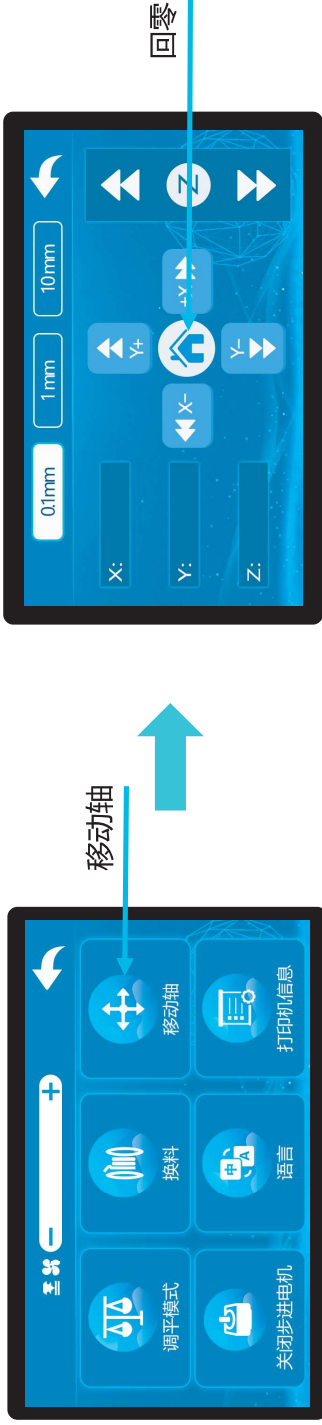 − +
调平模式
换料
移动轴
关闭步进电机
语言
中 A
打印机信息
移动轴
0.1mm
1mm
10mm
X:
Y:
Z:
Y+
X-
X+
Y-
Z
回零